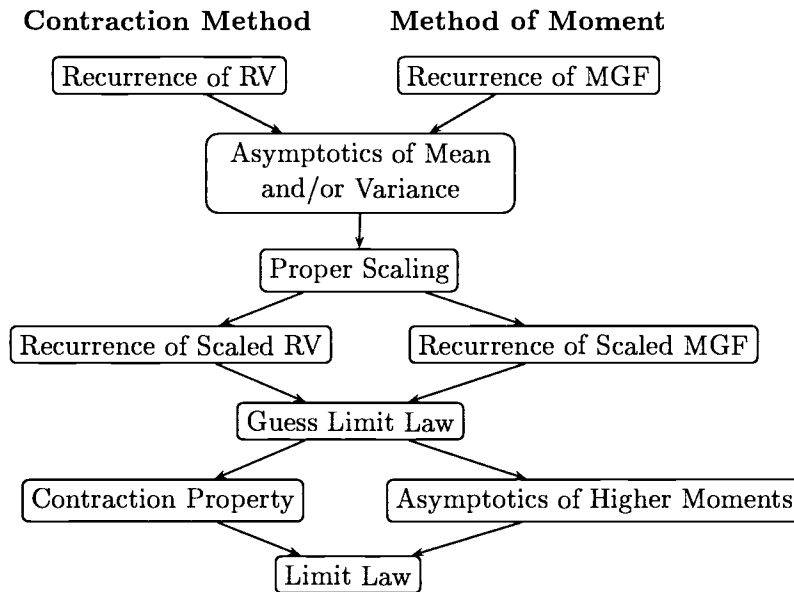 Contraction Method
Method of Moment
Recurrence of RV
Recurrence of MGF
Asymptotics of Mean
and/or Variance
Proper Scaling
Recurrence of Scaled RV
Recurrence of Scaled MGF
Guess Limit Law
Contraction Property
Asymptotics of Higher Moments
Limit Law